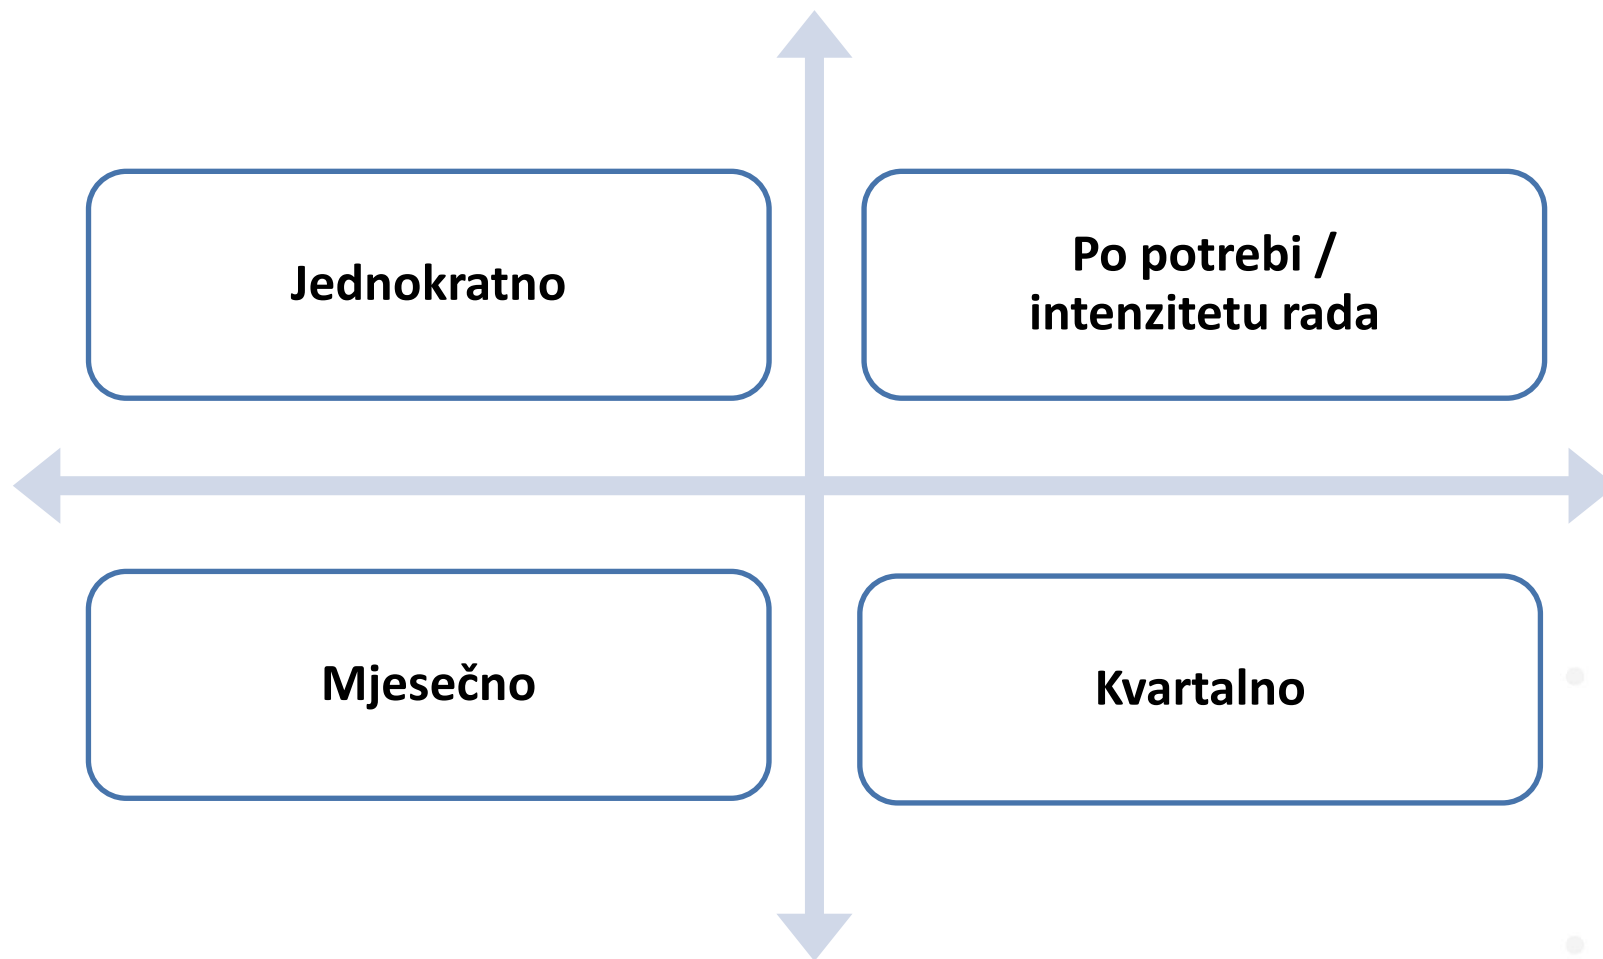 Jednokratno
Po potrebi /
intenzitetu rada
Mjesečno
Kvartalno